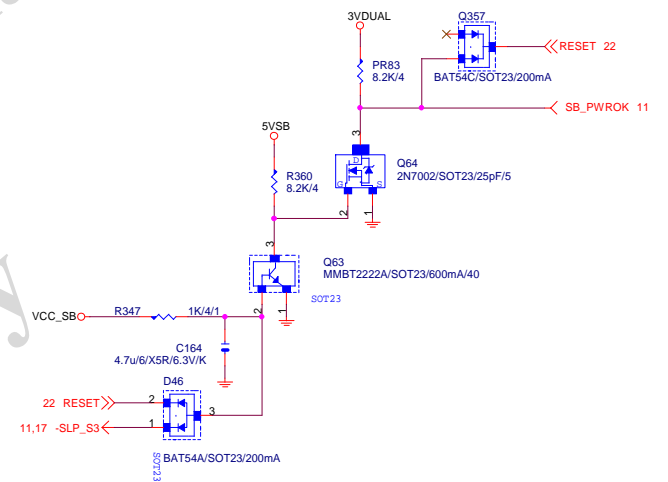 3VDUAL
Q357
RESET 22
PR83
8.2K/4
BAT54C/SOT23/200mA
SB_PWROK 11
3
5VSB
D
G
S
Q64
2N7002/SOT23/25pF/5
R360
8.2K/4
2
1
3
Q63
MMBT2222A/SOT23/600mA/40
SOT23
2
1
VCC_SB
R347
1K/4/1
C164
4.7u/6/X5R/6.3V/K
D46
22 RESET
2
3
11,17 -SLP_S3
1
BAT54A/SOT23/200mA
SOT23
y